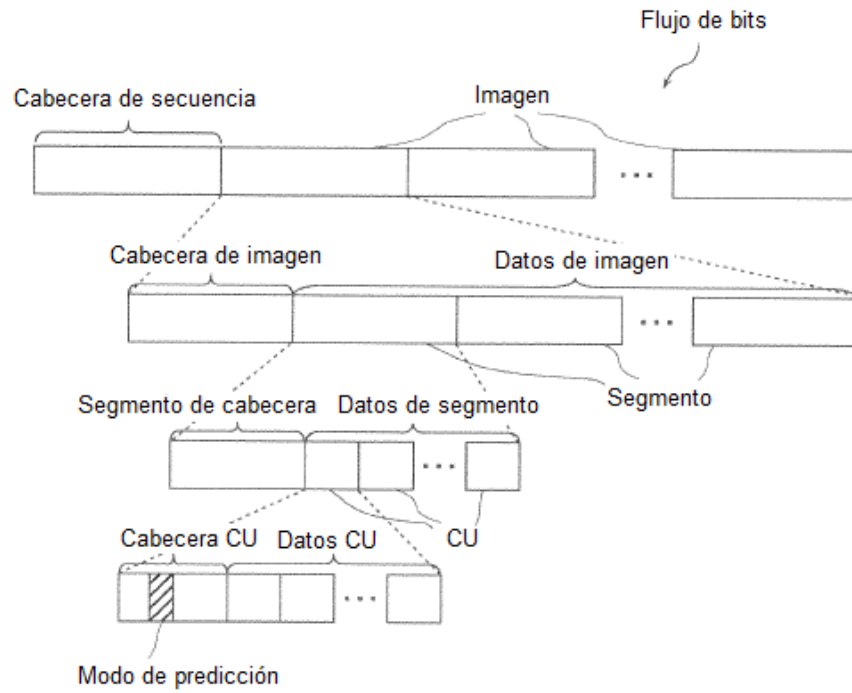 Flujo de bits
Cabecera de secuencia
Imagen
Cabecera de imagen
Datos de imagen
Segmento
Segmento de cabecera
Datos de segmento
CU
Cabecera CU
Datos CU
Modo de predicción